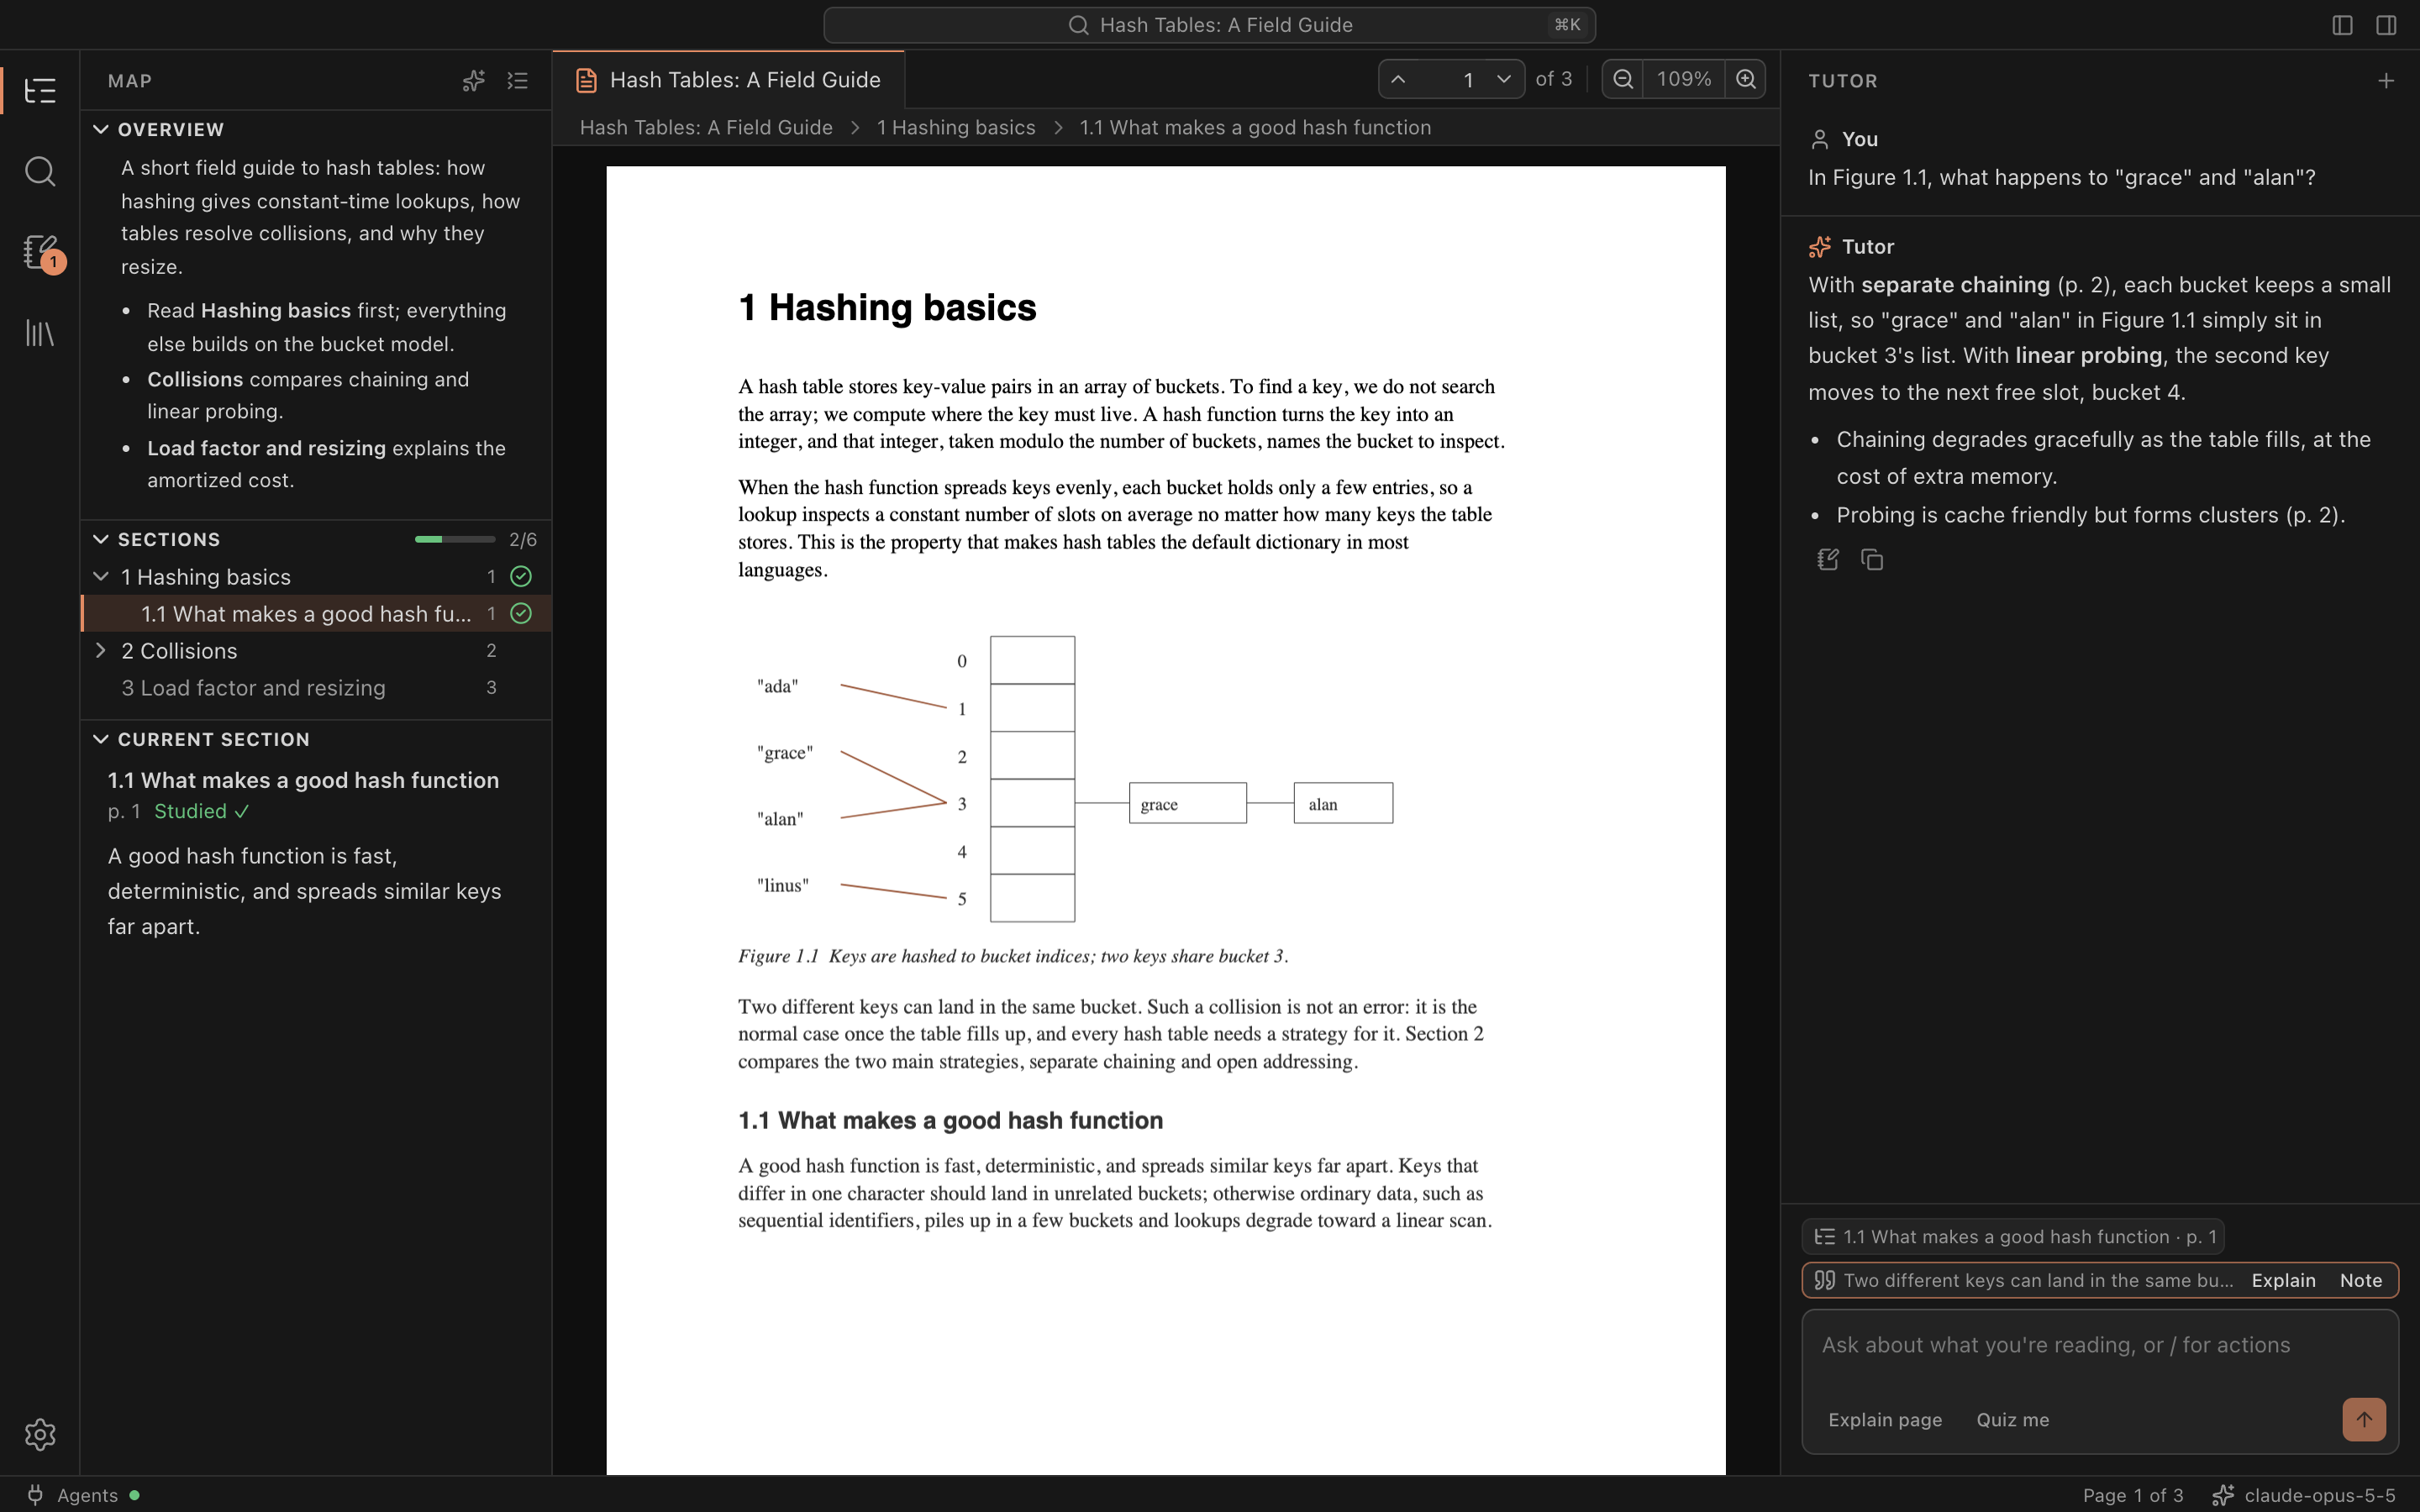 Hash Tables: A Field Guide
⌘K
MAP
OVERVIEW
A short field guide to hash tables: how
hashing gives constant-time lookups, how
tables resolve collisions, and why they
resize.
• Read Hashing basics first; everything
else builds on the bucket model.
• Collisions compares chaining and
linear probing.
• Load factor and resizing explains the
amortized cost.
SECTIONS 2/6
1 Hashing basics 1
1.1 What makes a good hash fu... 1
2 Collisions 2
3 Load factor and resizing 3
CURRENT SECTION
1.1 What makes a good hash function
p. 1 Studied ✓
A good hash function is fast,
deterministic, and spreads similar keys
far apart.
1
Agents
Hash Tables: A Field Guide
1 of 3
109%
Hash Tables: A Field Guide > 1 Hashing basics > 1.1 What makes a good hash function
1 Hashing basics
A hash table stores key-value pairs in an array of buckets. To find a key, we do not search
the array; we compute where the key must live. A hash function turns the key into an
integer, and that integer, taken modulo the number of buckets, names the bucket to inspect.
When the hash function spreads keys evenly, each bucket holds only a few entries, so a
lookup inspects a constant number of slots on average no matter how many keys the table
stores. This is the property that makes hash tables the default dictionary in most
languages.
0
"ada"
1
"grace"
2
3
grace
alan
"alan"
4
"linus"
5
Figure 1.1 Keys are hashed to bucket indices; two keys share bucket 3.
Two different keys can land in the same bucket. Such a collision is not an error: it is the
normal case once the table fills up, and every hash table needs a strategy for it. Section 2
compares the two main strategies, separate chaining and open addressing.
1.1 What makes a good hash function
A good hash function is fast, deterministic, and spreads similar keys far apart. Keys that
differ in one character should land in unrelated buckets; otherwise ordinary data, such as
sequential identifiers, piles up in a few buckets and lookups degrade toward a linear scan.
TUTOR
You
In Figure 1.1, what happens to "grace" and "alan"?
Tutor
With separate chaining (p. 2), each bucket keeps a small
list, so "grace" and "alan" in Figure 1.1 simply sit in
bucket 3's list. With linear probing, the second key
moves to the next free slot, bucket 4.
• Chaining degrades gracefully as the table fills, at the
cost of extra memory.
• Probing is cache friendly but forms clusters (p. 2).
1.1 What makes a good hash function · p. 1
Two different keys can land in the same bu... Explain Note
Ask about what you're reading, or / for actions
Explain page Quiz me
Page 1 of 3 claude-opus-5-5